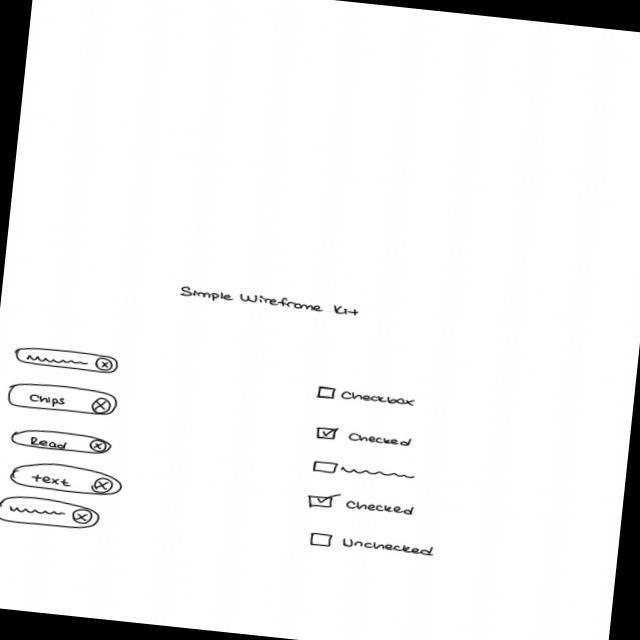 Simple Wireframe Kit
Chips
Read
text
Checkbox
Checked
Checked
Unchecked